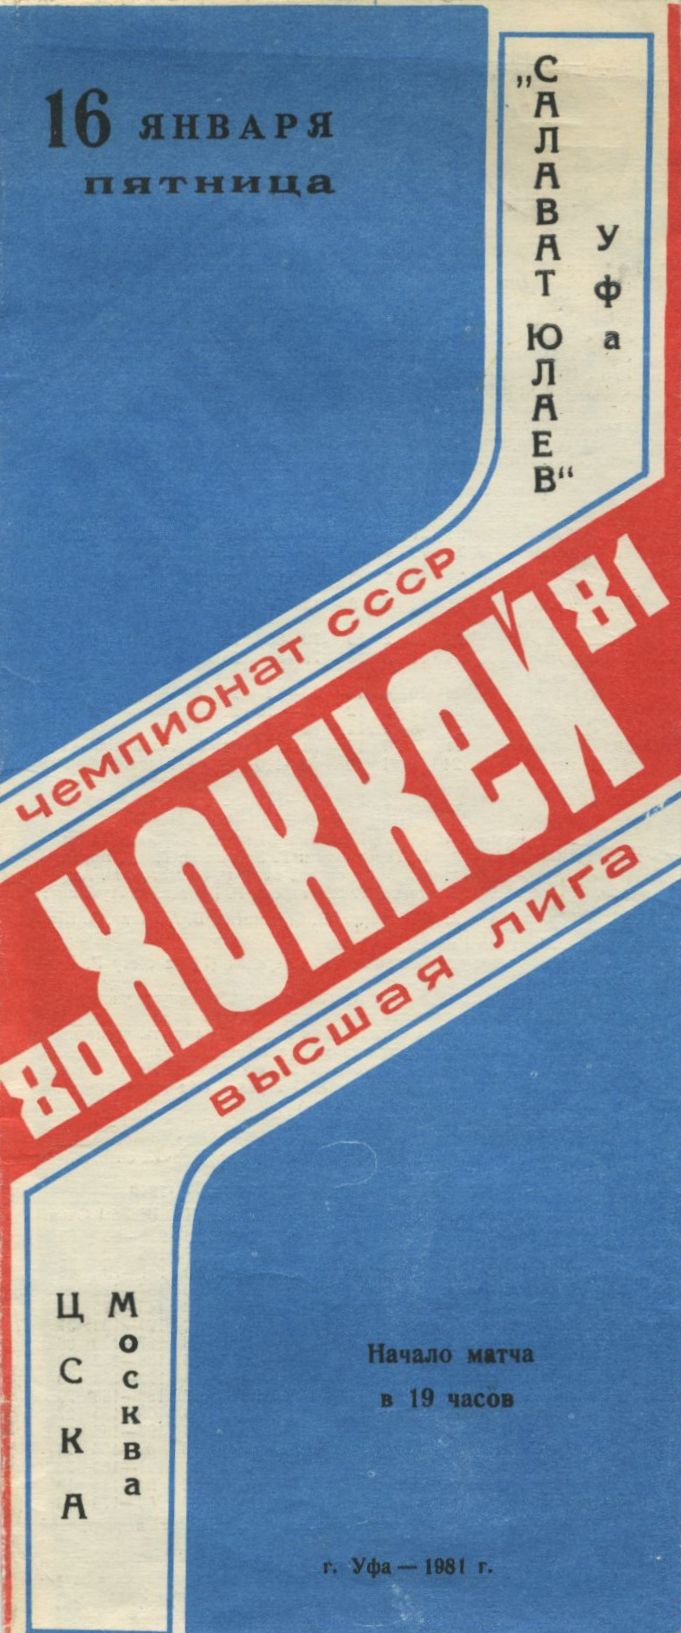 16 ЯНВАРЯ
пятница
„САЛАВАТ ЮЛАЕВ“
Уфа
чемпионат СССР
80 ХОККЕЙ 81
высшая лига
ЦСКА
Москва
Начало матча
в 19 часов
г. Уфа — 1981 г.